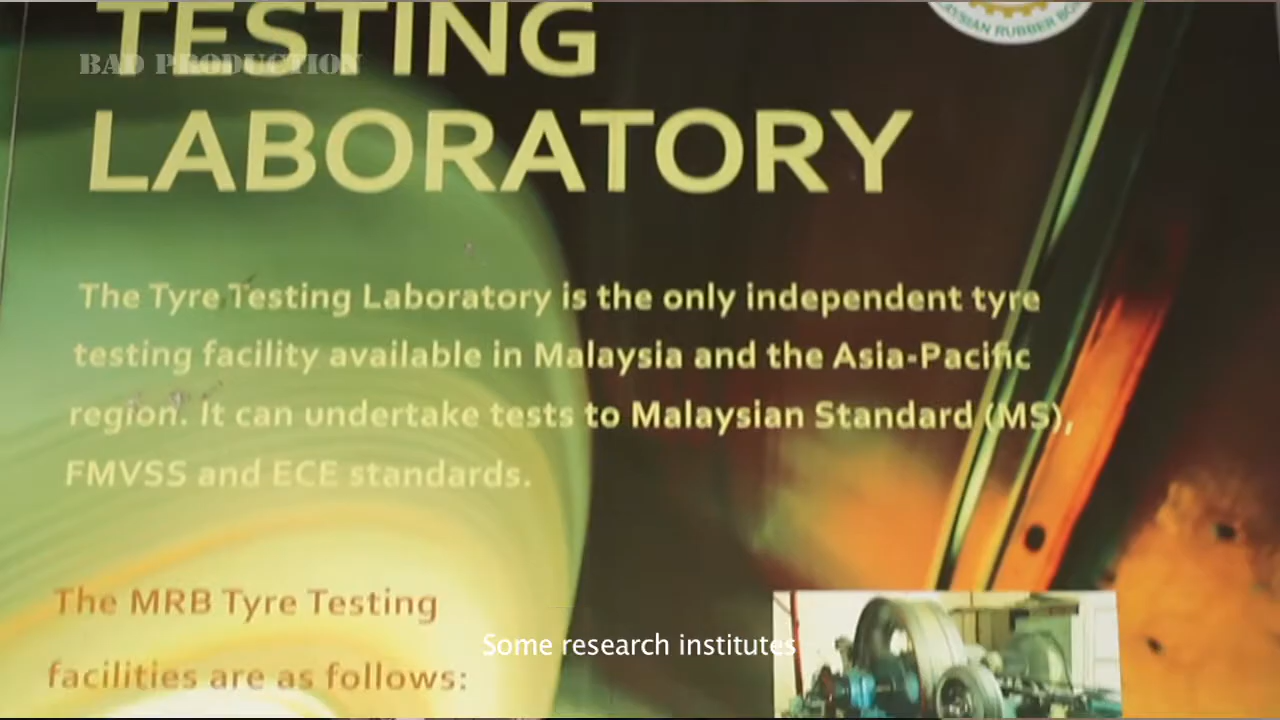 TESTING
BAD PRODUCTION
LABORATORY
The Tyre Testing Laboratory is the only independent tyre
testing facility available in Malaysia and the Asia-Pacific
region. It can undertake tests to Malaysian Standard (MS),
FMVSS and ECE standards.
The MRB Tyre Testing
facilities are as follows:
Some research institutes